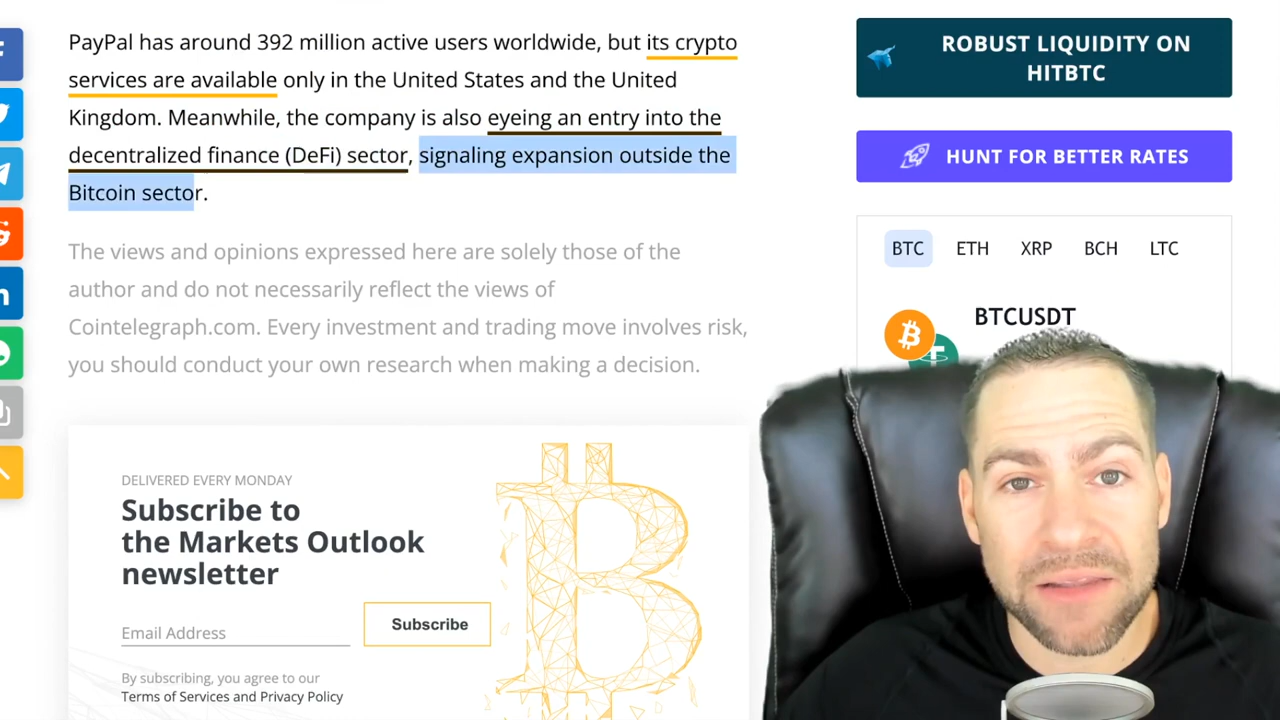 PayPal has around 392 million active users worldwide, but its crypto
services are available only in the United States and the United
Kingdom. Meanwhile, the company is also eyeing an entry into the
decentralized finance (DeFi) sector, signaling expansion outside the
Bitcoin sector.
The views and opinions expressed here are solely those of the
author and do not necessarily reflect the views of
Cointelegraph.com. Every investment and trading move involves risk,
you should conduct your own research when making a decision.
DELIVERED EVERY MONDAY
Subscribe to
the Markets Outlook
newsletter
Email Address
Subscribe
By subscribing, you agree to our
Terms of Services and Privacy Policy
ROBUST LIQUIDITY ON
HITBTC
HUNT FOR BETTER RATES
BTC ETH XRP BCH LTC
BTCUSDT